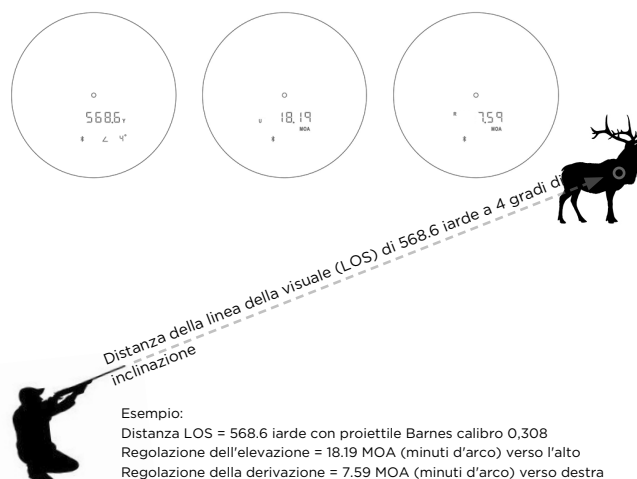 568.6 Y
4°
U 18.19
MOA
R 7.59
MOA
Distanza della linea della visuale (LOS) di 568.6 iarde a 4 gradi di
inclinazione
Esempio:
Distanza LOS = 568.6 iarde con proiettile Barnes calibro 0,308
Regolazione dell'elevazione = 18.19 MOA (minuti d'arco) verso l'alto
Regolazione della derivazione = 7.59 MOA (minuti d'arco) verso destra